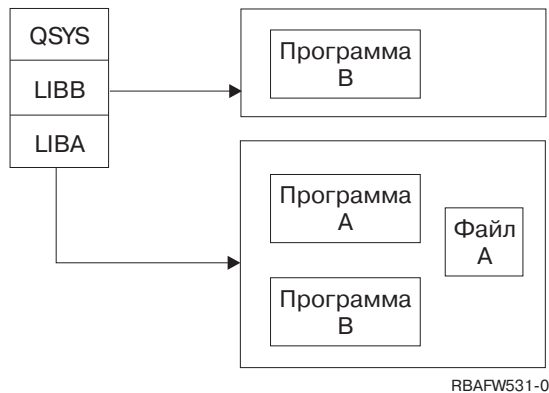 QSYS
LIBB
LIBA
Программа
B
Программа
A
Файл
A
Программа
B
RBAFW531-0